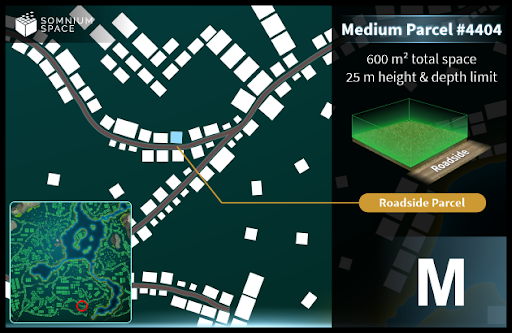 SOMNIUM
SPACE
Medium Parcel #4404
600 m² total space
25 m height & depth limit
Roadside
Roadside Parcel
M